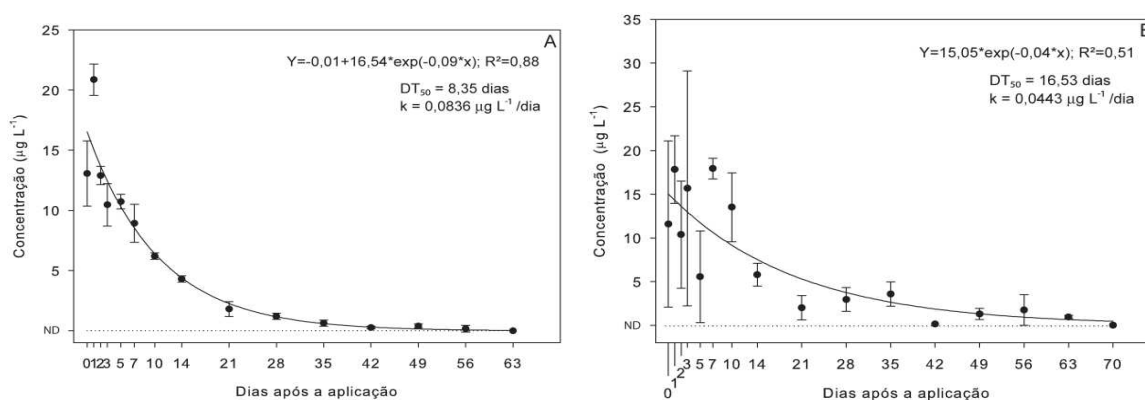 A
Y=-0,01+16,54*exp(-0,09*x); R²=0,88
DT₅₀ = 8,35 dias
k = 0,0836 µg L⁻¹ /dia
Concentração (µg L⁻¹)
25
20
15
10
5
ND
0 1 2 3 5 7 10 14 21 28 35 42 49 56 63
Dias após a aplicação
Y=15,05*exp(-0,04*x); R²=0,51
DT₅₀ = 16,53 dias
k = 0,0443 µg L⁻¹ /dia
Concentração (µg L⁻¹)
35
30
25
20
15
10
5
ND
0 1 2 3 5 7 10 14 21 28 35 42 49 56 63 70
Dias após a aplicação